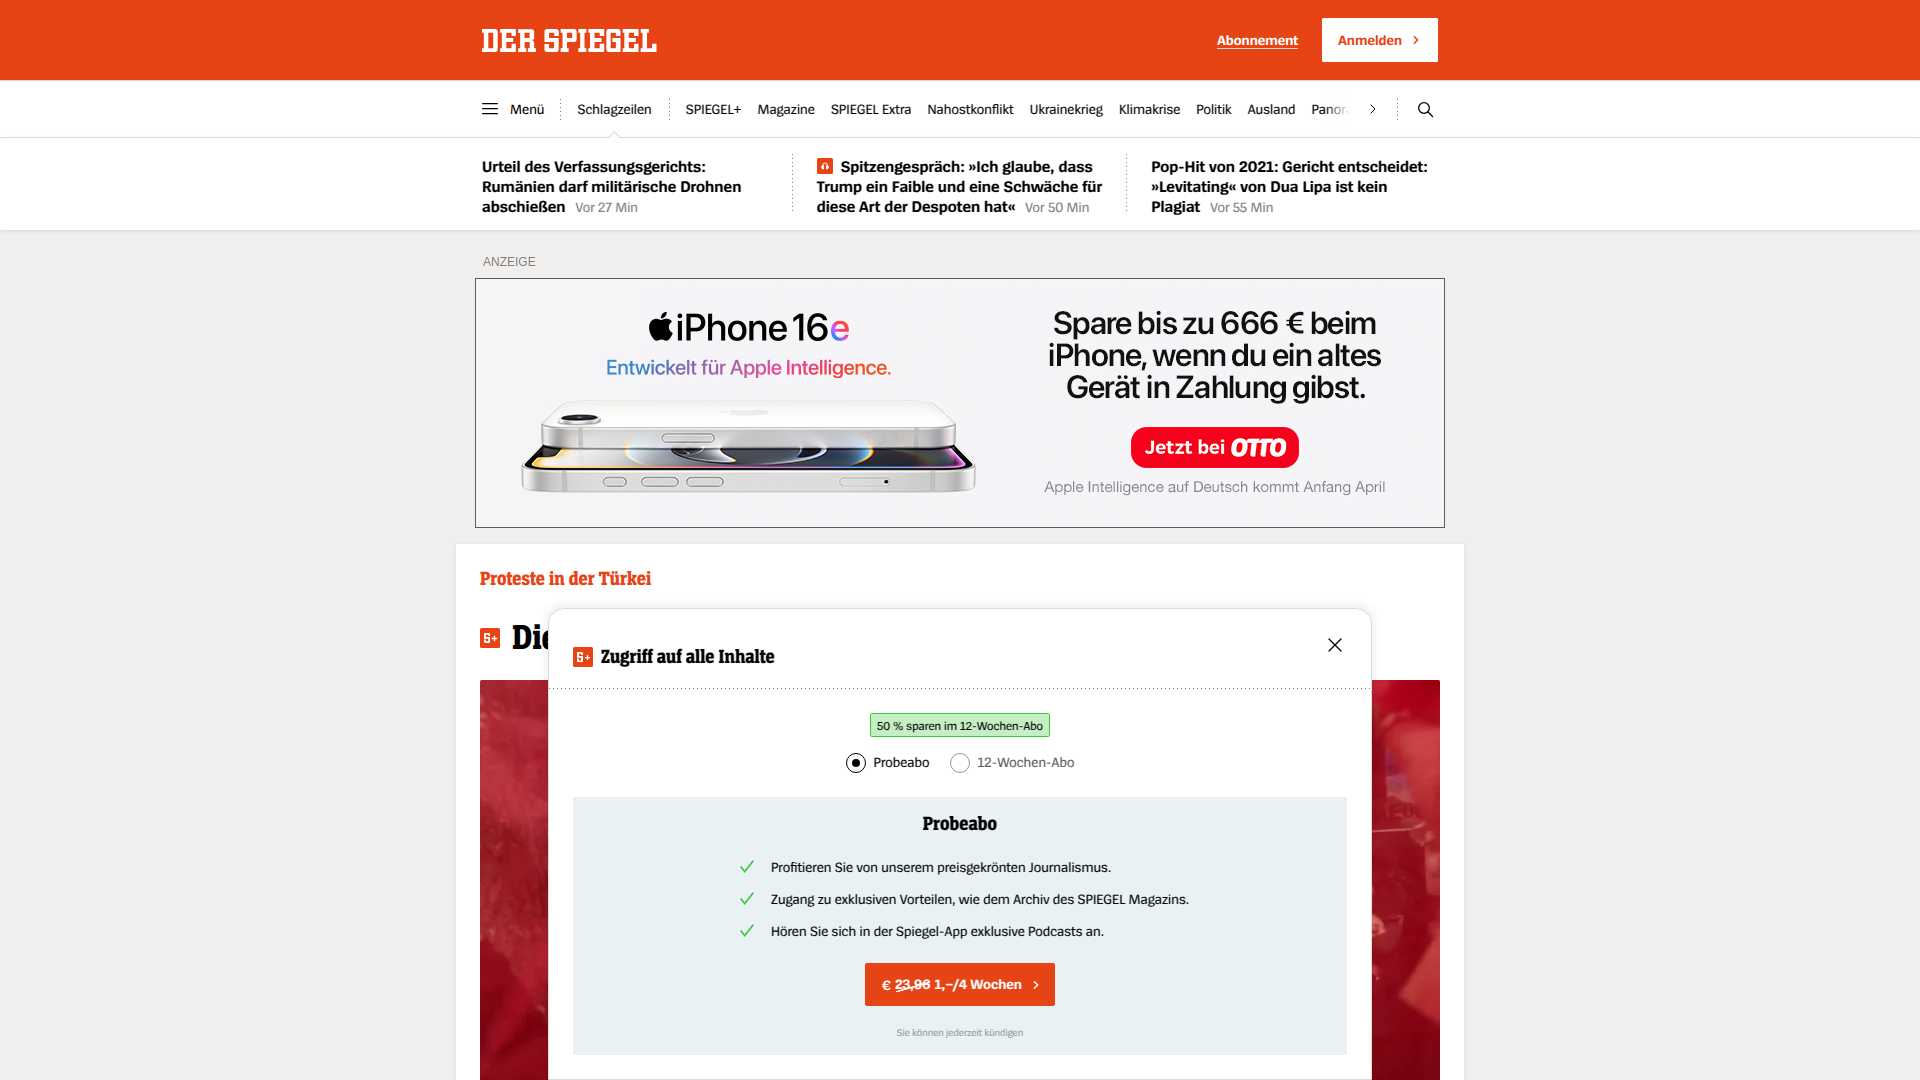 DER SPIEGEL
Abonnement
Anmelden
Menü
Schlagzeilen
SPIEGEL+
Magazine
SPIEGEL Extra
Nahostkonflikt
Ukrainekrieg
Klimakrise
Politik
Ausland
Urteil des Verfassungsgerichts:
Rumänien darf militärische Drohnen
abschießen Vor 27 Min
Spitzengespräch: »Ich glaube, dass
Trump ein Faible und eine Schwäche für
diese Art der Despoten hat« Vor 50 Min
Pop-Hit von 2021: Gericht entscheidet:
»Levitating« von Dua Lipa ist kein
Plagiat Vor 55 Min
ANZEIGE
iPhone 16e
Entwickelt für Apple Intelligence.
Spare bis zu 666 € beim
iPhone, wenn du ein altes
Gerät in Zahlung gibst.
Jetzt bei OTTO
Apple Intelligence auf Deutsch kommt Anfang April
Proteste in der Türkei
Die
Zugriff auf alle Inhalte
50 % sparen im 12-Wochen-Abo
Probeabo
12-Wochen-Abo
Probeabo
Profitieren Sie von unserem preisgekrönten Journalismus.
Zugang zu exklusiven Vorteilen, wie dem Archiv des SPIEGEL Magazins.
Hören Sie sich in der Spiegel-App exklusive Podcasts an.
€ 23,96 1,–/4 Wochen
Sie können jederzeit kündigen